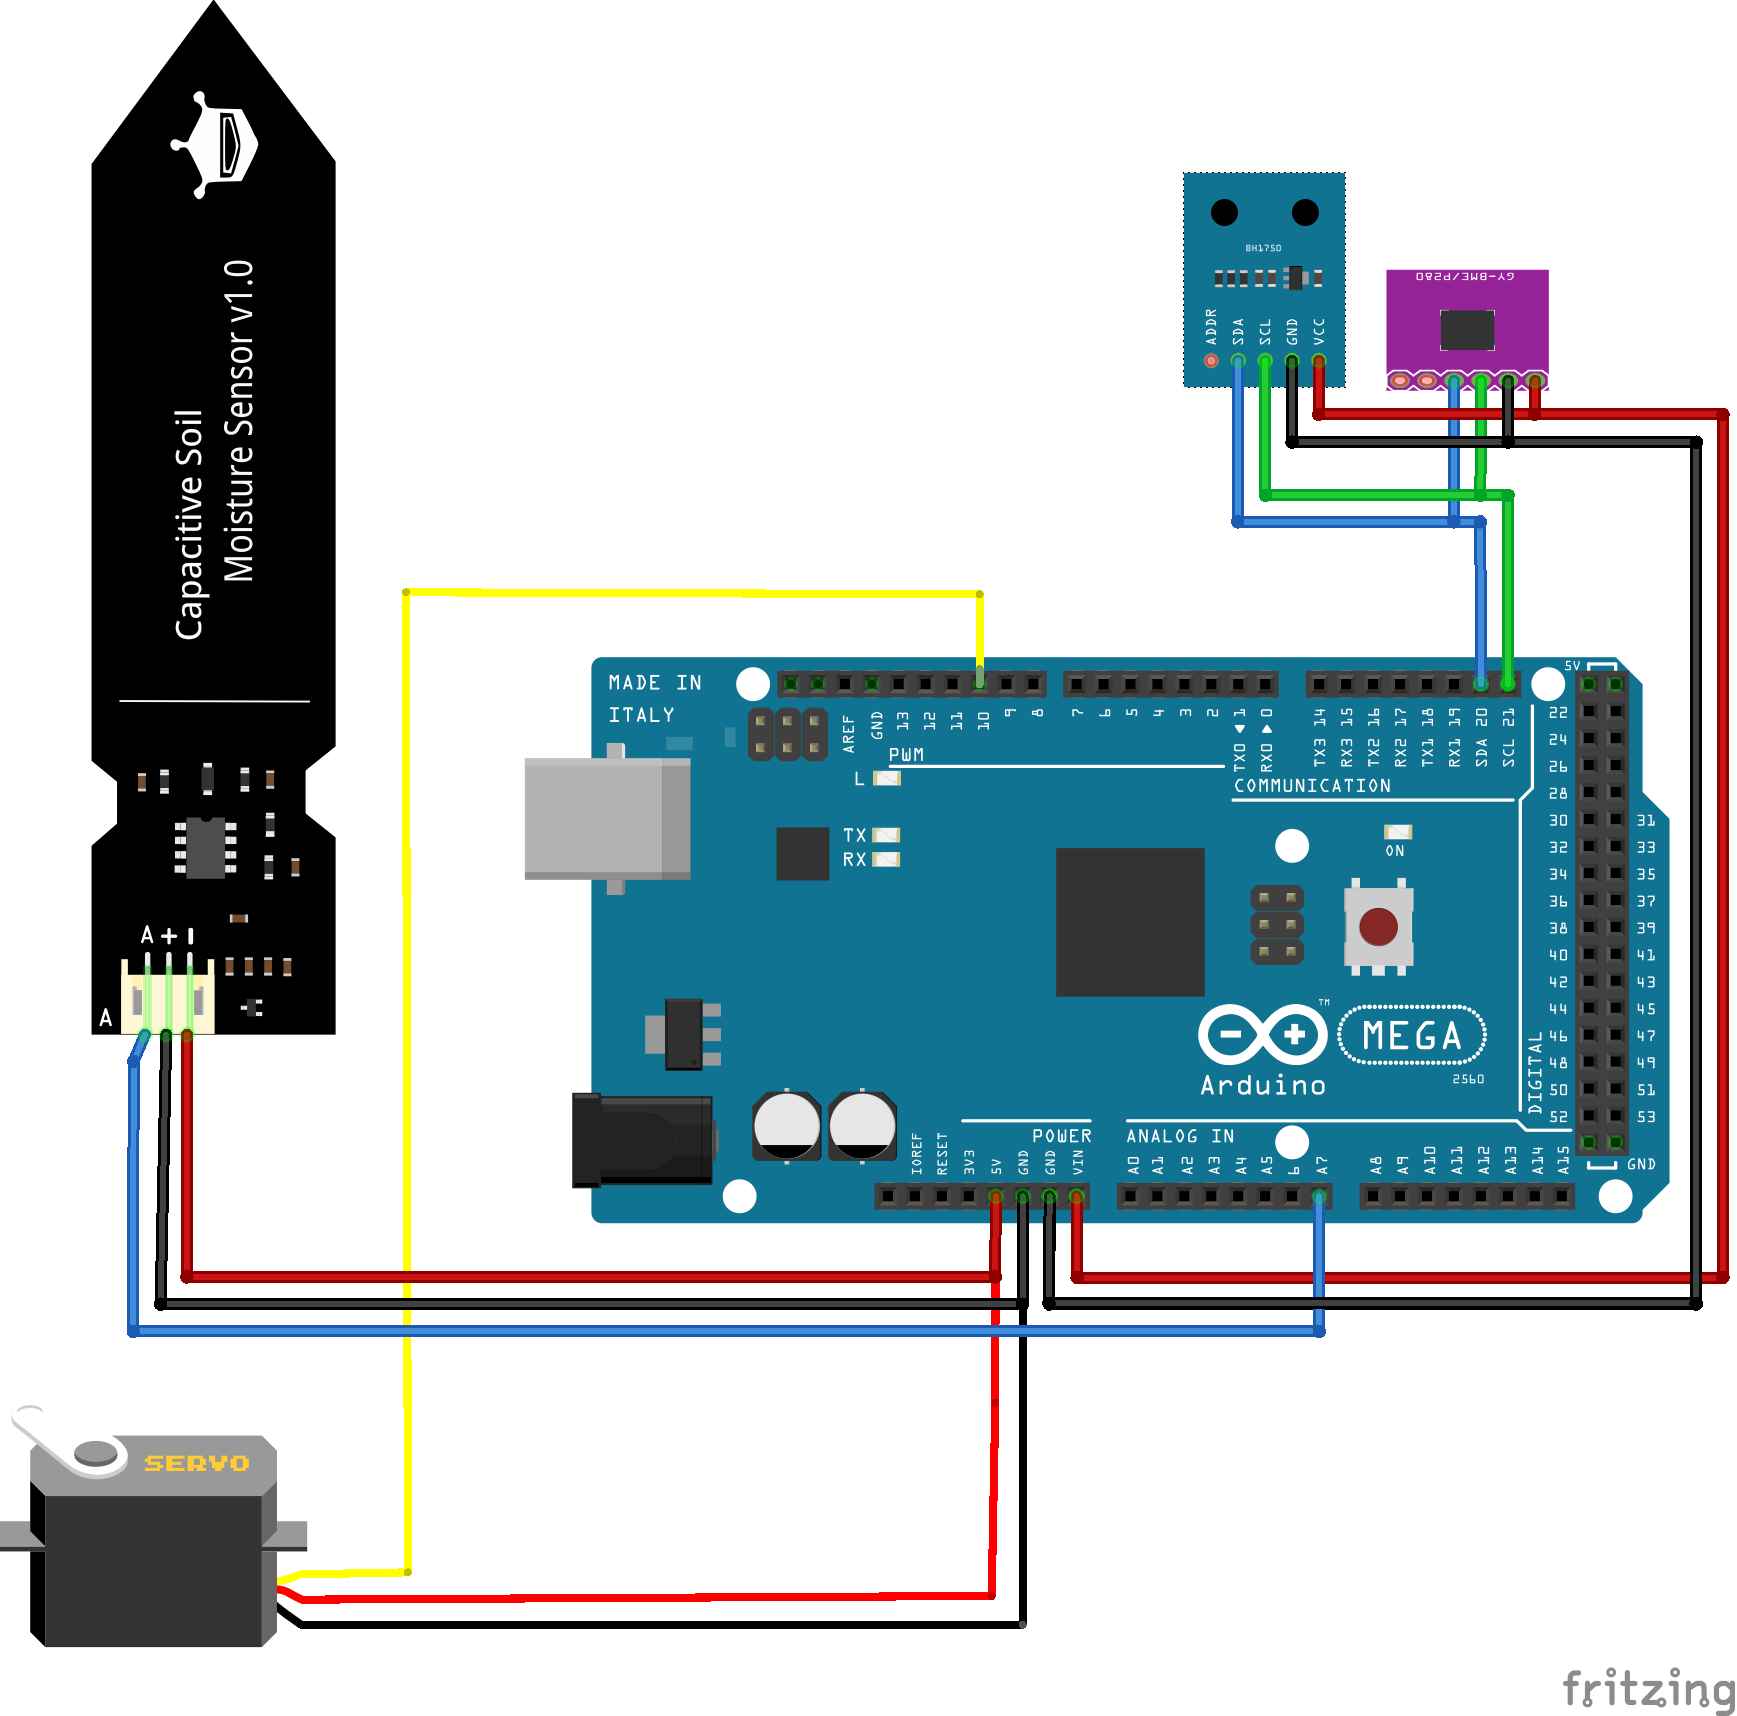 Capacitive Soil
Moisture Sensor v1.0
A + -
A
BH1750
ADDR
SDA
SCL
GND
VCC
GY-BME/P280
MADE IN
ITALY
AREF
GND
13
12
11
10
9
8
7
6
5
4
3
2
TX0 1
RX0 0
TX3 14
RX3 15
TX2 16
RX2 17
TX1 18
RX1 19
SDA 20
SCL 21
PWM
COMMUNICATION
L
TX
RX
ON
5V
22
24
26
28
30 31
32 33
34 35
36 37
38 39
40 41
42 43
44 45
46 47
48 49
50 51
52 53
GND
DIGITAL
TM
MEGA
Arduino
2560
POWER
ANALOG IN
IOREF
RESET
3V3
5V
GND
GND
VIN
A0
A1
A2
A3
A4
A5
6
A7
A8
A9
A10
A11
A12
A13
A14
A15
SERVO
fritzing